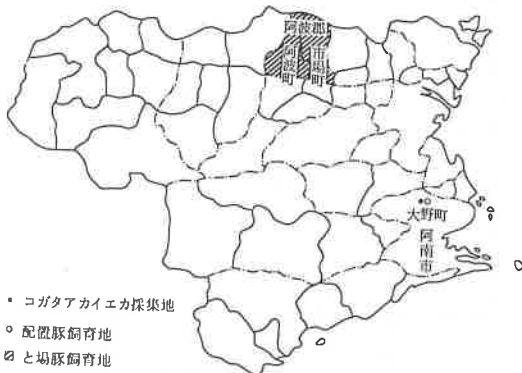 阿波郡
阿波町
市場町
大野町
阿南市
• コガタアカイエカ採集地
○ 配置豚飼育地
▨ と場豚飼育地